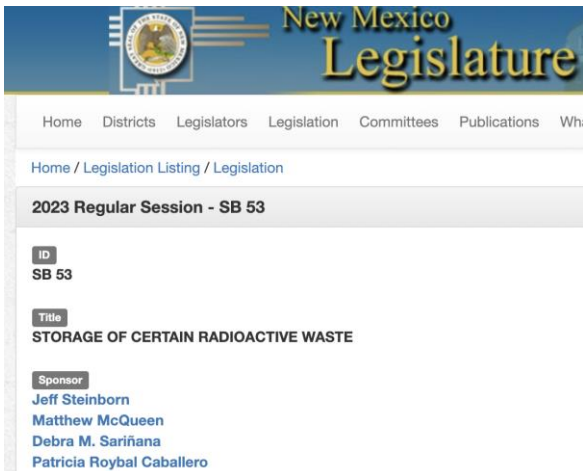 New Mexico
Legislature
Home Districts Legislators Legislation Committees Publications
Home / Legislation Listing / Legislation
2023 Regular Session - SB 53
ID
SB 53
Title
STORAGE OF CERTAIN RADIOACTIVE WASTE
Sponsor
Jeff Steinborn
Matthew McQueen
Debra M. Sariñana
Patricia Roybal Caballero